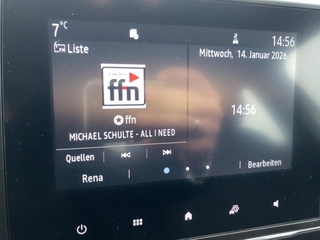 7°C
14:56
Liste
Mittwoch, 14. Januar 2026
RADIO
ffn
ffn
14:56
MICHAEL SCHULTE - ALL I NEED
Quellen
Rena
Bearbeiten